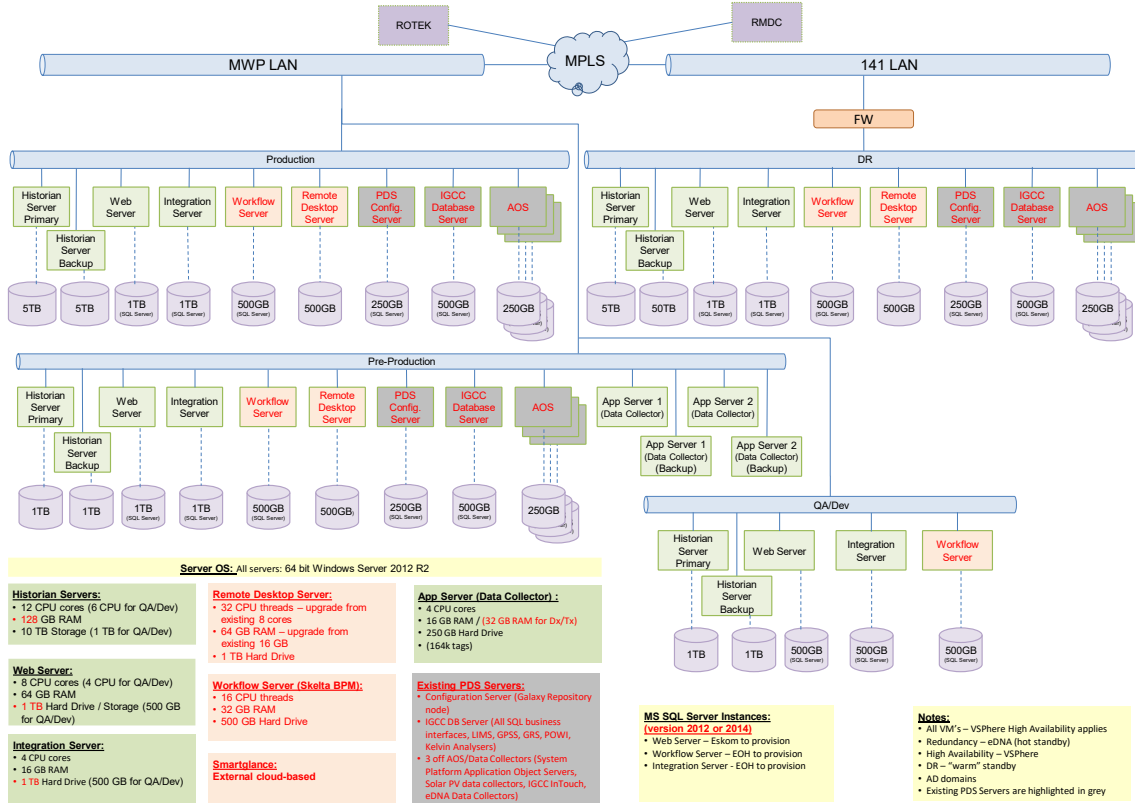 ROTEK
RMDC
MWP LAN
MPLS
141 LAN
FW
Production
DR
Historian
Server
Primary
Historian
Server
Backup
Web
Server
Integration
Server
Workflow
Server
Remote
Desktop
Server
PDS
Config.
Server
IGCC
Database
Server
AOS
5TB
5TB
1TB
(SQL Server)
1TB
(SQL Server)
500GB
(SQL Server)
500GB
250GB
(SQL Server)
500GB
(SQL Server)
250GB
Historian
Server
Primary
Historian
Server
Backup
Web
Server
Integration
Server
Workflow
Server
Remote
Desktop
Server
PDS
Config.
Server
IGCC
Database
Server
AOS
5TB
50TB
1TB
(SQL Server)
1TB
(SQL Server)
500GB
(SQL Server)
500GB
250GB
(SQL Server)
500GB
(SQL Server)
250GB
Pre-Production
Historian
Server
Primary
Historian
Server
Backup
Web
Server
Integration
Server
Workflow
Server
Remote
Desktop
Server
PDS
Config.
Server
IGCC
Database
Server
AOS
App Server 1
(Data Collector)
App Server 1
(Data Collector)
(Backup)
App Server 2
(Data Collector)
App Server 2
(Data Collector)
(Backup)
1TB
1TB
1TB
(SQL Server)
1TB
(SQL Server)
500GB
(SQL Server)
500GB)
250GB
(SQL Server)
500GB
(SQL Server)
250GB
QA/Dev
Historian
Server
Primary
Historian
Server
Backup
Web Server
Integration
Server
Workflow
Server
1TB
1TB
500GB
(SQL Server)
500GB
(SQL Server)
500GB
(SQL Server)
Server OS: All servers: 64 bit Windows Server 2012 R2
Historian Servers:
• 12 CPU cores (6 CPU for QA/Dev)
• 128 GB RAM
• 10 TB Storage (1 TB for QA/Dev)
Web Server:
• 8 CPU cores (4 CPU for QA/Dev)
• 64 GB RAM
• 1 TB Hard Drive / Storage (500 GB
for QA/Dev)
Integration Server:
• 4 CPU cores
• 16 GB RAM
• 1 TB Hard Drive (500 GB for QA/Dev)
Remote Desktop Server:
• 32 CPU threads – upgrade from
existing 8 cores
• 64 GB RAM – upgrade from
existing 16 GB
• 1 TB Hard Drive
Workflow Server (Skelta BPM):
• 16 CPU threads
• 32 GB RAM
• 500 GB Hard Drive
Smartglance:
External cloud-based
App Server (Data Collector) :
• 4 CPU cores
• 16 GB RAM / (32 GB RAM for Dx/Tx)
• 250 GB Hard Drive
• (164k tags)
Existing PDS Servers:
• Configuration Server (Galaxy Repository
node)
• IGCC DB Server (All SQL business
interfaces, LIMS, GPSS, GRS, POWI,
Kelvin Analysers)
• 3 off AOS/Data Collectors (System
Platform Application Object Servers,
Solar PV data collectors, IGCC InTouch,
eDNA Data Collectors)
MS SQL Server Instances:
(version 2012 or 2014)
• Web Server – Eskom to provision
• Workflow Server – EOH to provision
• Integration Server - EOH to provision
Notes:
• All VM's – VSPhere High Availability applies
• Redundancy – eDNA (hot standby)
• High Availability – VSPhere
• DR – "warm" standby
• AD domains
• Existing PDS Servers are highlighted in grey